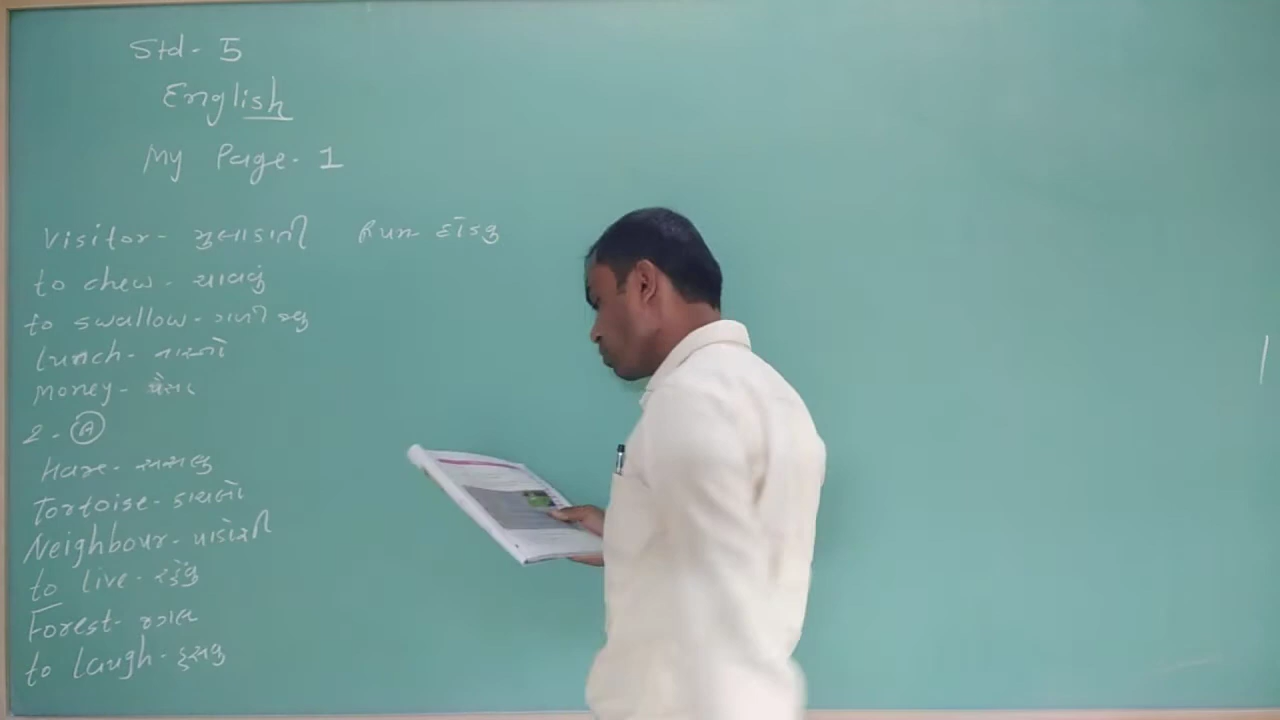 Std- 5
English
My Page- 1
Visitor- મુલાકાતી Run- દોડવુ
to chew- ચાવવું
to swallow- ગળી જવુ
Lunch- નાસ્તો
Money- પૈસા
2- A
Hare- સસલુ
Tortoise- કાચબો
Neighbour- પાડોશી
to live- રહેવુ
Forest- જંગલ
to laugh- હસવુ